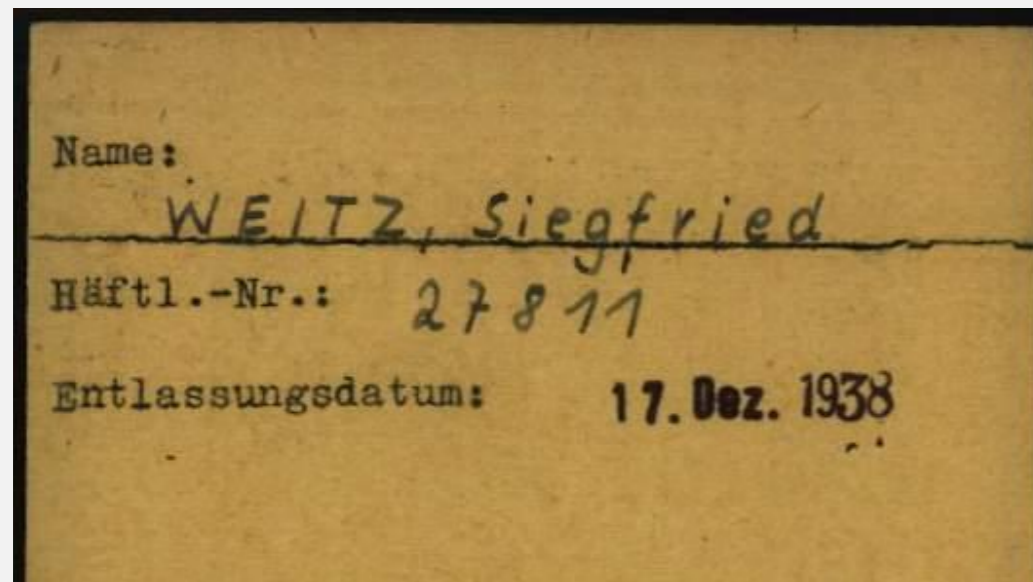 Name:
WEITZ, Siegfried
Häftl.-Nr.: 27811
Entlassungsdatum: 17. Dez. 1938